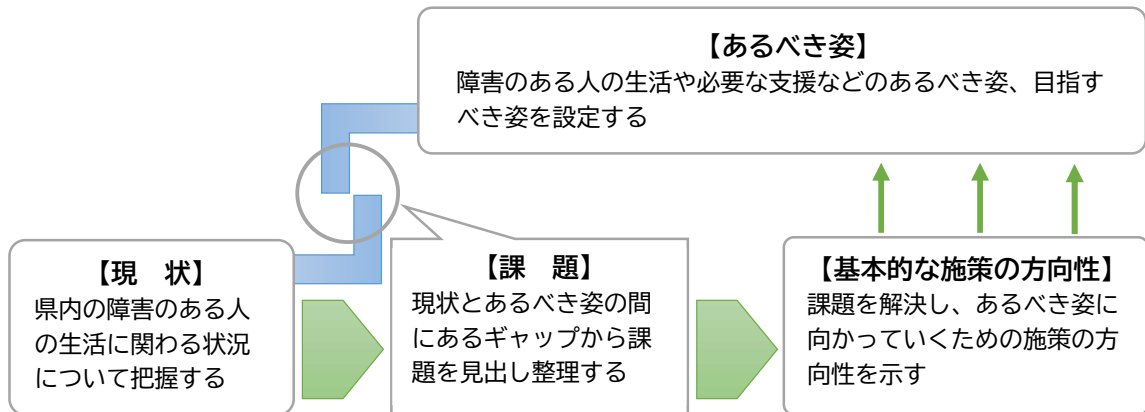 【あるべき姿】
障害のある人の生活や必要な支援などのあるべき姿、目指す
べき姿を設定する
【現　状】
県内の障害のある人
の生活に関わる状況
について把握する
【課　題】
現状とあるべき姿の間
にあるギャップから課
題を見出し整理する
【基本的な施策の方向性】
課題を解決し、あるべき姿に
向かっていくための施策の方
向性を示す